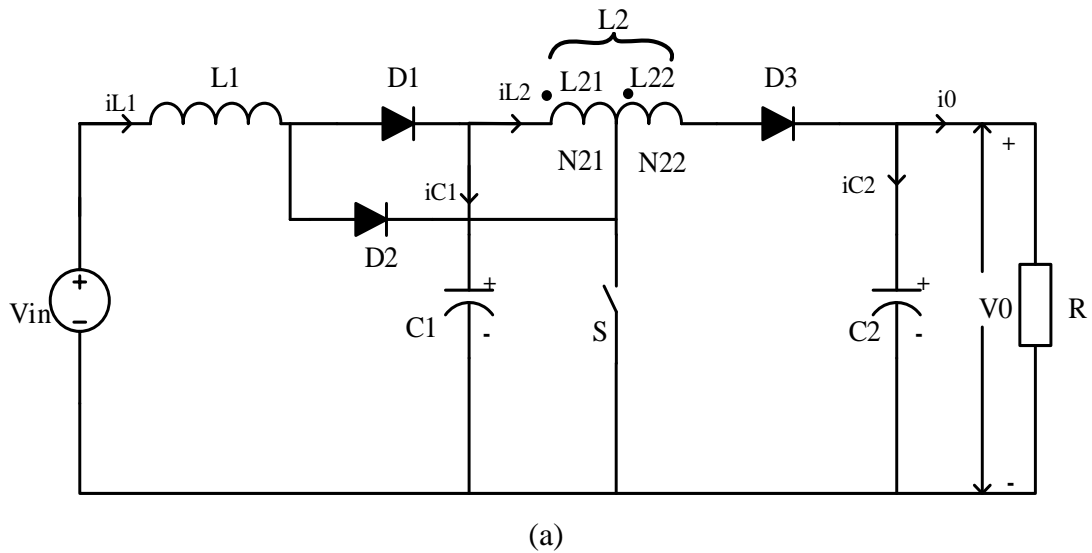 L2
L1
D1
iL2
L21
L22
D3
iL1
i0
N21
N22
+
iC1
iC2
D2
+
+
+
Vin
C1
S
C2
V0
R
-
-
-
-
(a)